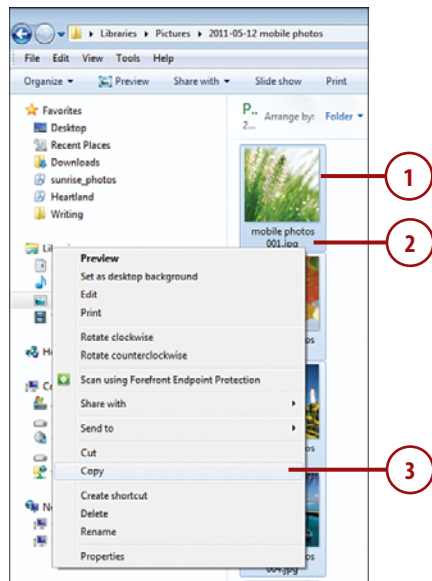 Libraries ▸ Pictures ▸ 2011-05-12 mobile photos
File Edit View Tools Help
Organize Preview Share with Slide show Print
Favorites
Desktop
Recent Places
Downloads
sunrise_photos
Heartland
Writing
P...
2...
Arrange by: Folder
1
mobile photos
001.jpg
2
Preview
Set as desktop background
Edit
Print
Rotate clockwise
Rotate counterclockwise
Scan using Forefront Endpoint Protection
Share with
Send to
Cut
Copy
3
Create shortcut
Delete
Rename
Properties
004.jpg